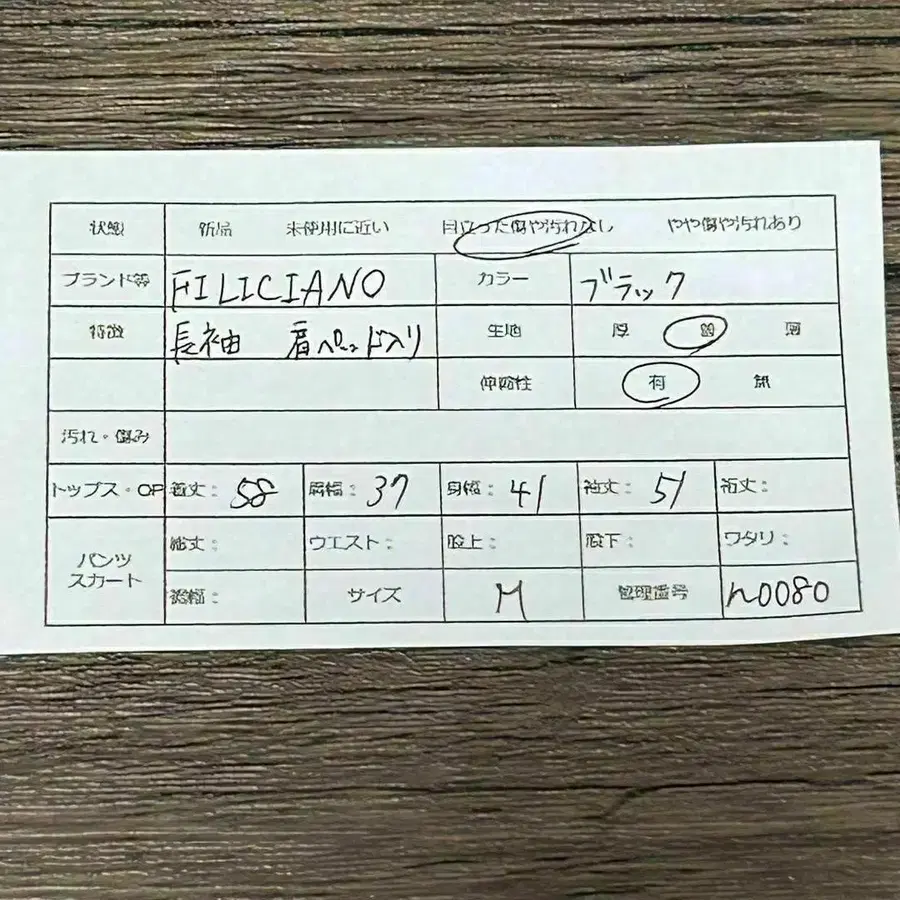 状態 新品 未使用に近い 目立った傷や汚れなし やや傷や汚れあり
ブランド等 FILICIANO カラー ブラック
特徴 長袖 肩パッド入り 生地 厚 普 薄
伸縮性 有 無
汚れ・傷み
トップス・OP 着丈: 58 肩幅: 37 身幅: 41 袖丈: 51 裄丈:
パンツ スカート 総丈: ウエスト: 股上: 股下: ワタリ:
裾幅: サイズ M 管理番号 n0080